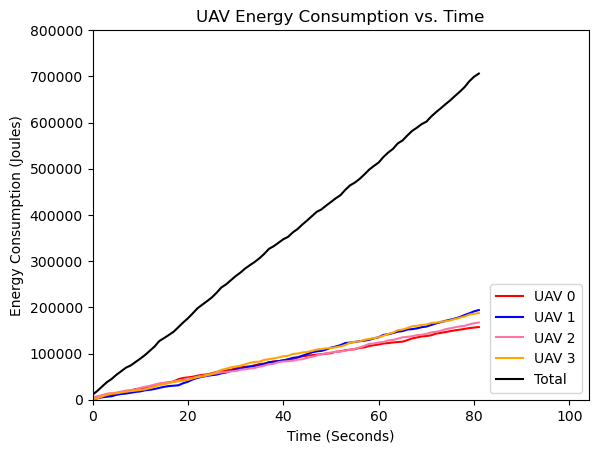 UAV Energy Consumption vs. Time
Energy Consumption (Joules)
800000
700000
600000
500000
400000
300000
200000
100000
0
0 20 40 60 80 100
Time (Seconds)
UAV 0
UAV 1
UAV 2
UAV 3
Total